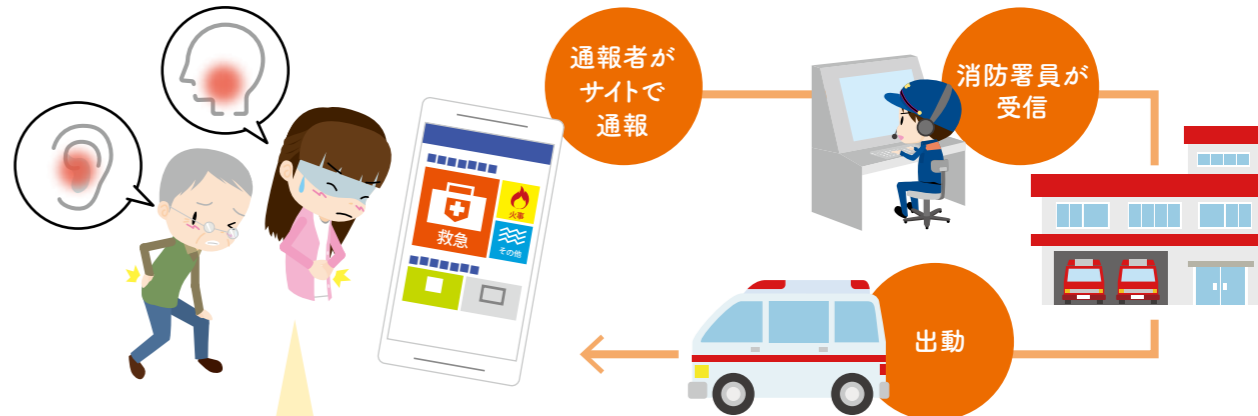 通報者が
サイトで
通報
消防署員が
受信
救急
火事
その他
出動